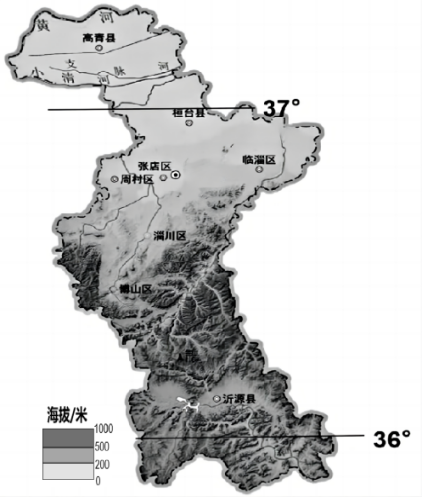 黄 河
高青县
支 脉 河
小 清 河
37°
桓台县
张店区
临淄区
周村区
淄川区
博山区
沂源县
海拔/米
1000
500
200
0
36°